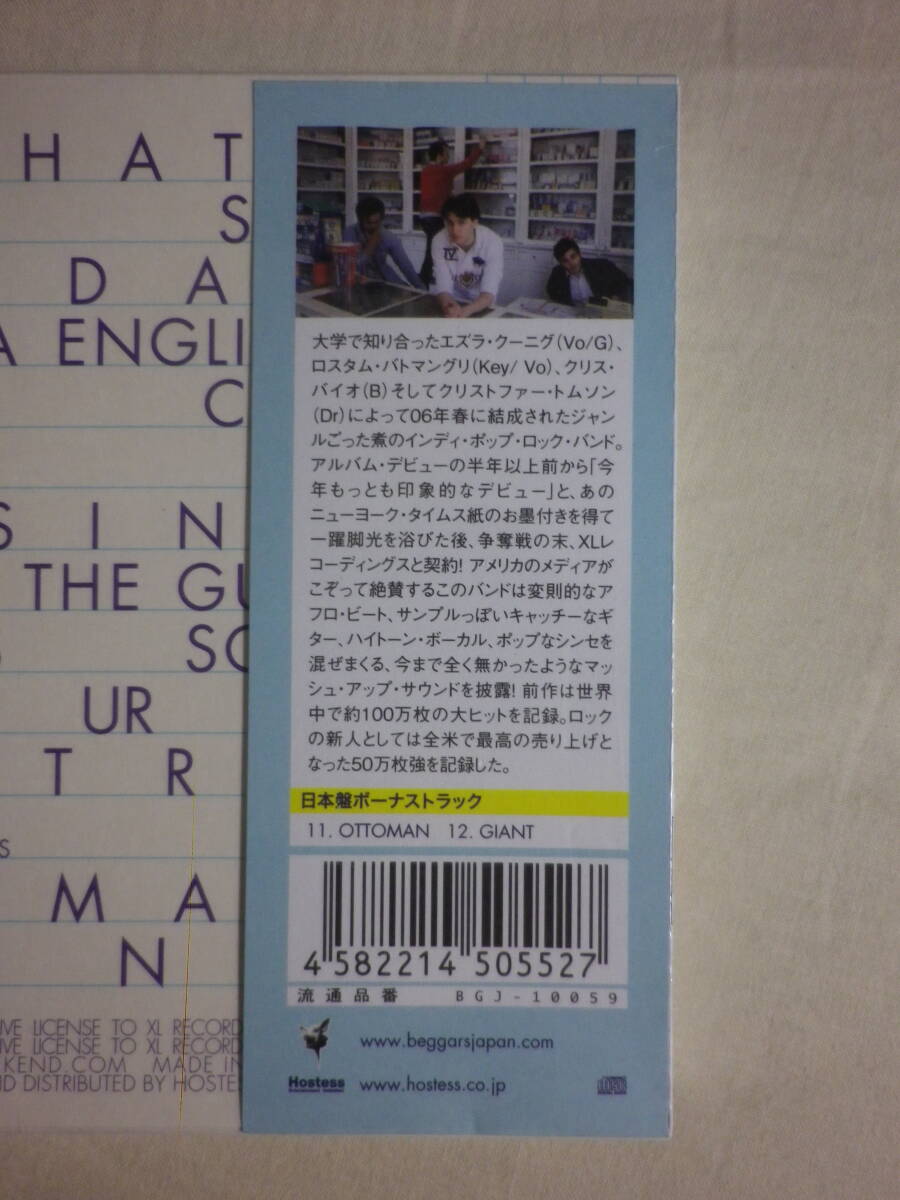 HAT
S
DA
A ENGLI
C
SIN
THE GU
S SO
UR
TR
S
MA
N
VE LICENSE TO XL RECORD
VE LICENSE TO XL RECORD
KEND.COM MADE IN
ND DISTRIBUTED BY HOSTE
大学で知り合ったエズラ・クーニグ(Vo/G)、
ロスタム・バトマングリ(Key/ Vo)、クリス・
バイオ(B)そしてクリストファー・トムソン
(Dr)によって06年春に結成されたジャン
ルごった煮のインディ・ポップ・ロック・バンド。
アルバム・デビューの半年以上前から「今
年もっとも印象的なデビュー」と、あの
ニューヨーク・タイムス紙のお墨付きを得て
一躍脚光を浴びた後、争奪戦の末、XLレ
コーディングスと契約! アメリカのメディアが
こぞって絶賛するこのバンドは変則的なア
フロ・ビート、サンプルっぽいキャッチーなギ
ター、ハイトーン・ボーカル、ポップなシンセを
混ぜまくる、今まで全く無かったようなマッ
シュ・アップ・サウンドを披露! 前作は世界
中で約100万枚の大ヒットを記録。ロック
の新人としては全米で最高の売り上げと
なった50万枚強を記録した。
日本盤ボーナストラック
11. OTTOMAN 12. GIANT
4 582214 505527
流通品番 BGJ-10059
www.beggarsjapan.com
Hostess www.hostess.co.jp